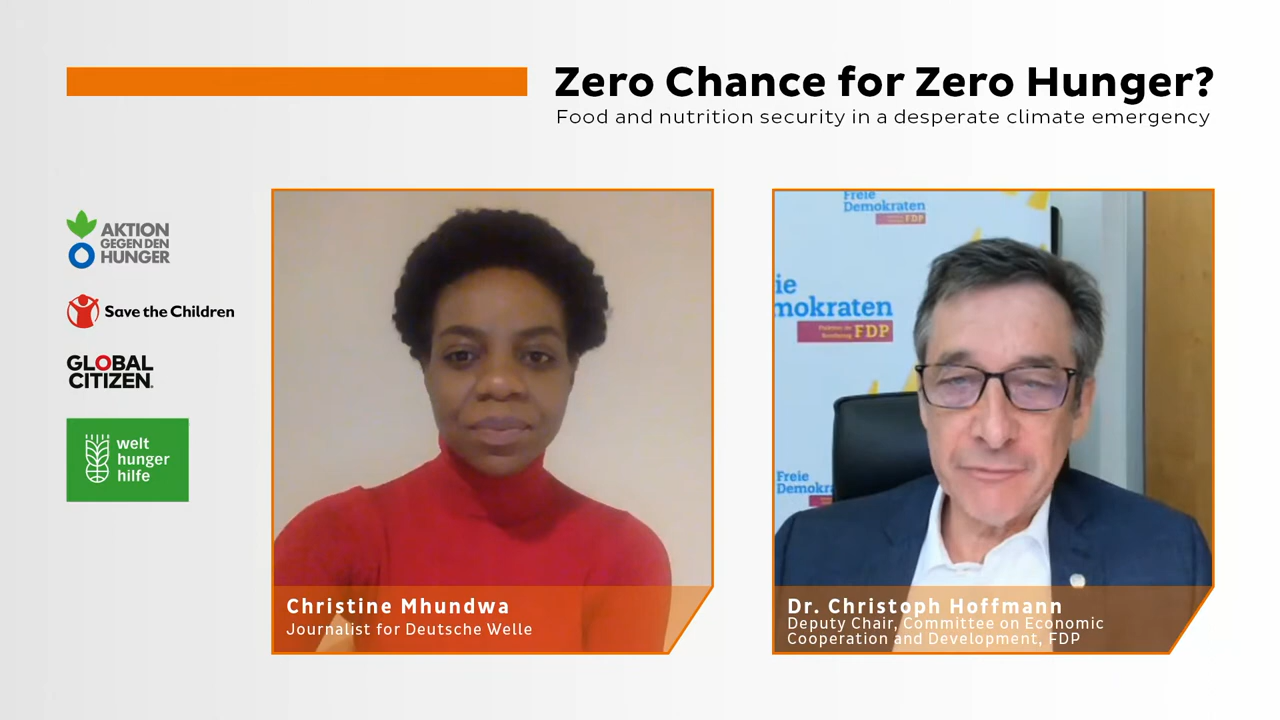 Zero Chance for Zero Hunger?
Food and nutrition security in a desperate climate emergency
AKTION
GEGEN DEN
HUNGER
Save the Children
GLOBAL
CITIZEN.
welt
hunger
hilfe
Christine Mhundwa
Journalist for Deutsche Welle
Freie
Demokraten
FDP
ie
mokraten
FDP
Freie
Demokra
Dr. Christoph Hoffmann
Deputy Chair, Committee on Economic
Cooperation and Development, FDP